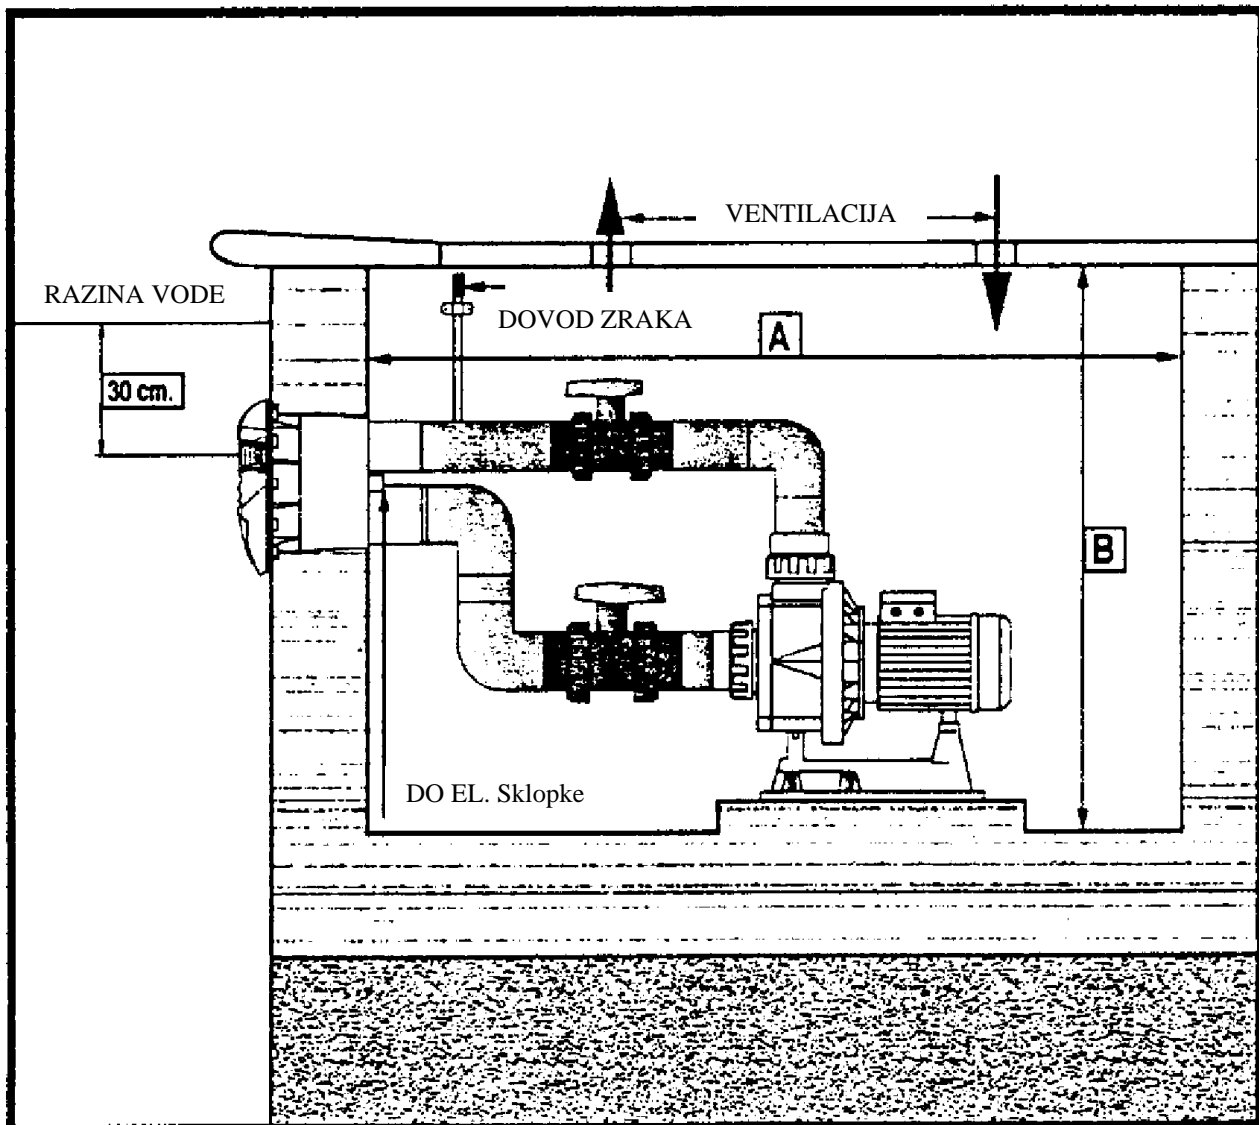 VENTILACIJA
RAZINA VODE
DOVOD ZRAKA
A
30 cm.
B
DO EL. Sklopke